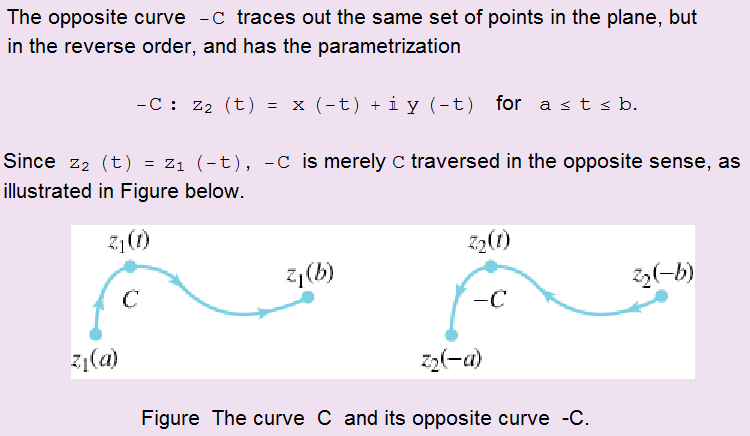 The opposite curve -C traces out the same set of points in the plane, but
in the reverse order, and has the parametrization
-C : z₂ (t) = x (-t) + i y (-t) for a ≤ t ≤ b.
Since z₂ (t) = z₁ (-t), -C is merely C traversed in the opposite sense, as
illustrated in Figure below.
z₁(t)
z₁(b)
C
z₁(a)
z₂(t)
z₂(−b)
−C
z₂(−a)
Figure The curve C and its opposite curve -C.